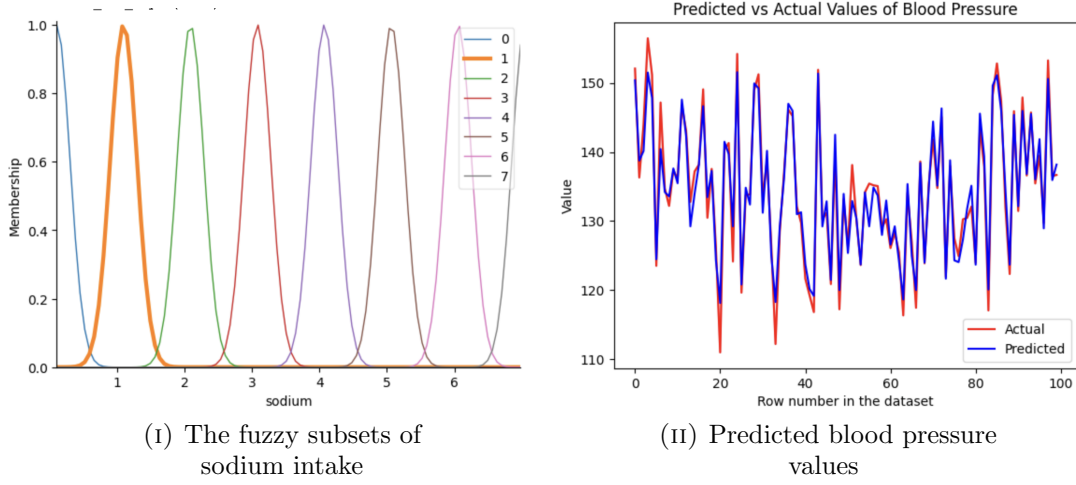 Predicted vs Actual Values of Blood Pressure
1.0
0.8
0.6
0.4
0.2
0.0
Membership
1
2
3
4
5
6
sodium
0
1
2
3
4
5
6
7
150
140
130
120
110
Value
0
20
40
60
80
100
Row number in the dataset
Actual
Predicted
(I) The fuzzy subsets of
sodium intake
(II) Predicted blood pressure
values